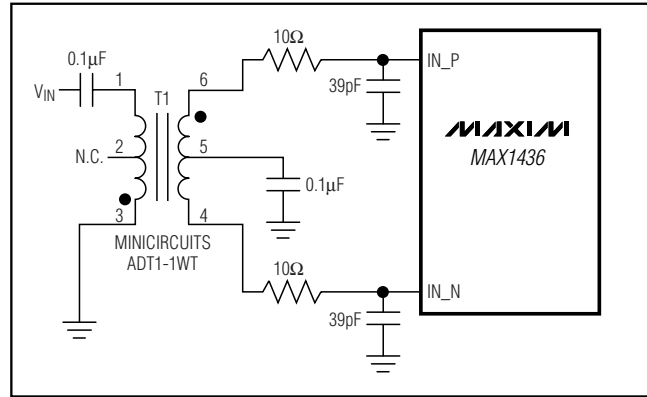 10Ω
0.1μF
IN_P
39pF
1
T1
6
V_IN
MAXIM
MAX1436
N.C.
2
5
0.1μF
3
4
MINICIRCUITS
ADT1-1WT
10Ω
IN_N
39pF